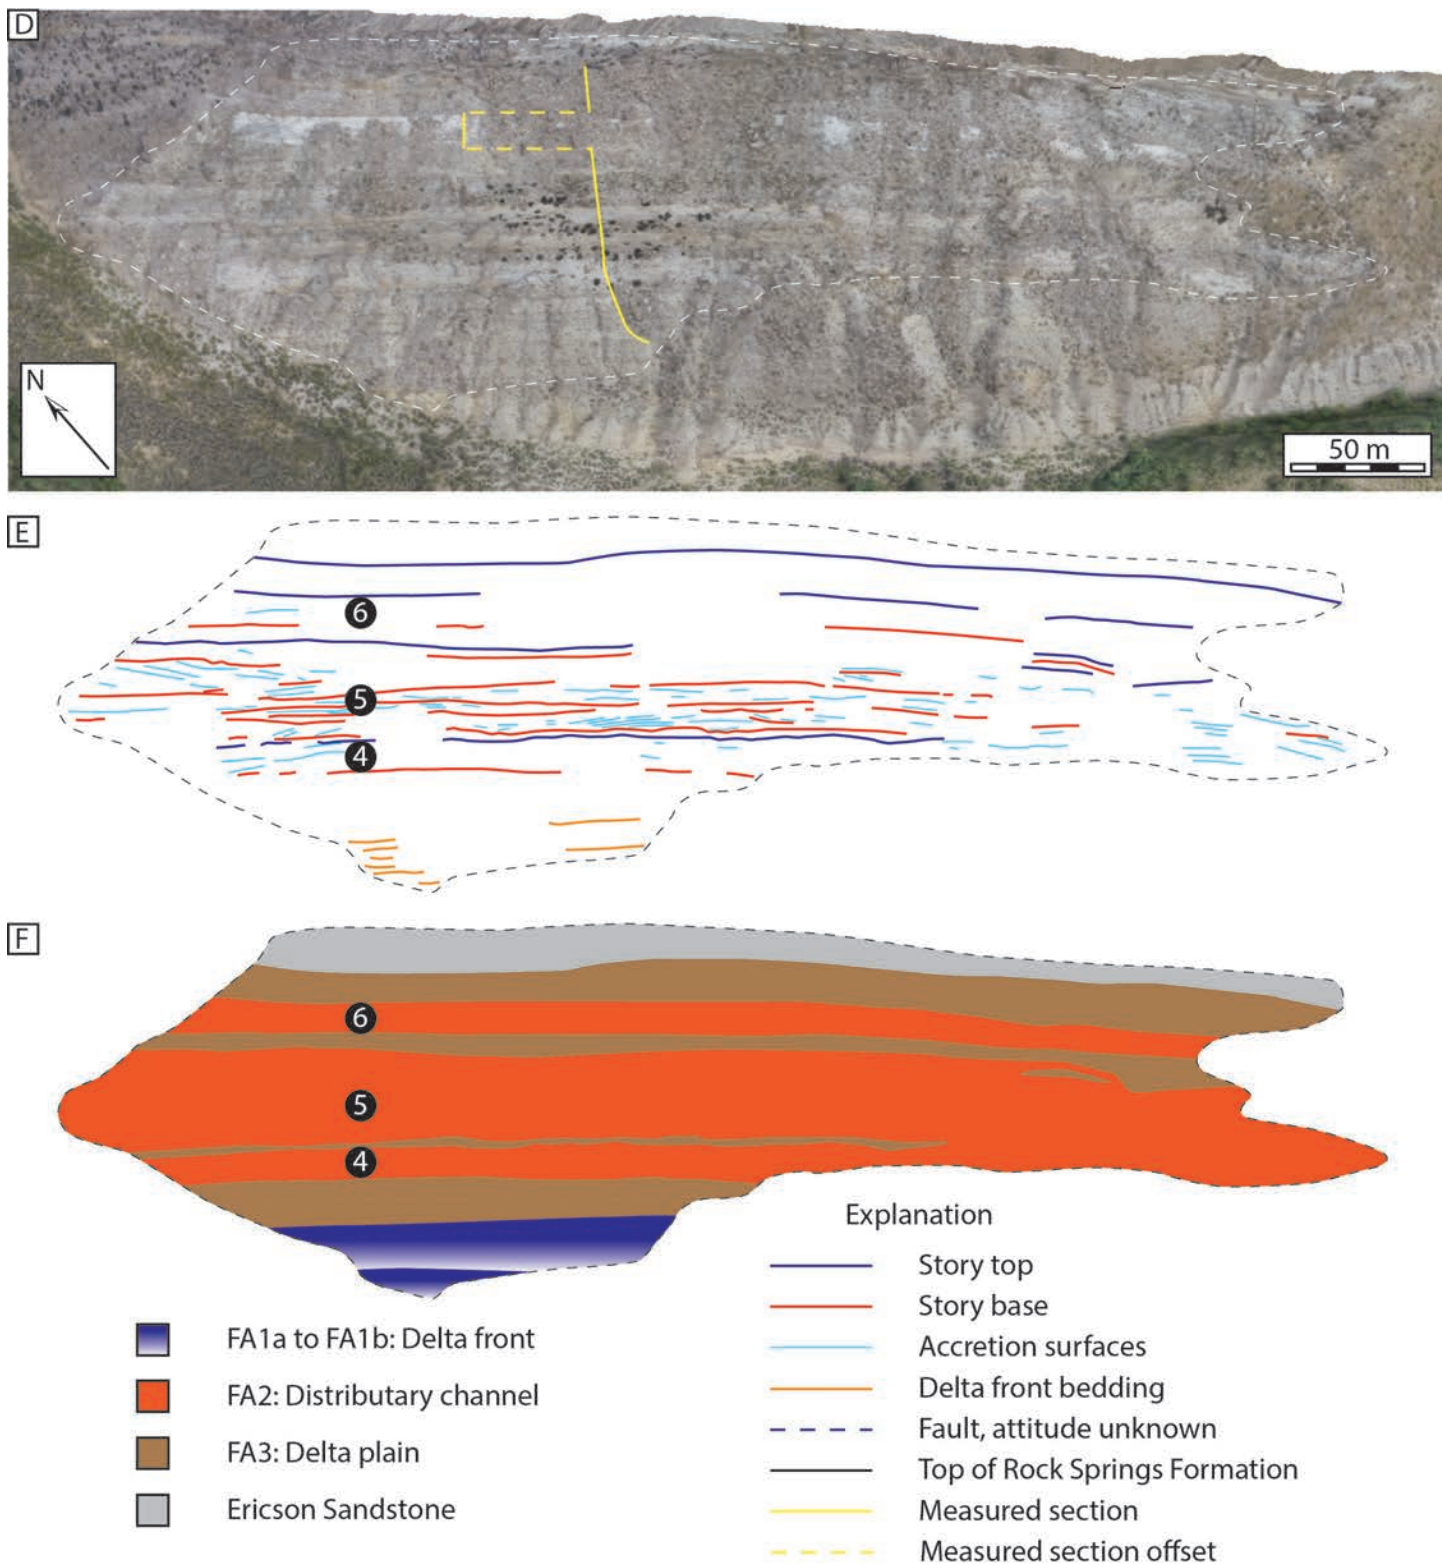 D
N
50 m
E
6
5
4
F
6
5
4
Explanation
Story top
Story base
Accretion surfaces
Delta front bedding
Fault, attitude unknown
Top of Rock Springs Formation
Measured section
Measured section offset
FA1a to FA1b: Delta front
FA2: Distributary channel
FA3: Delta plain
Ericson Sandstone